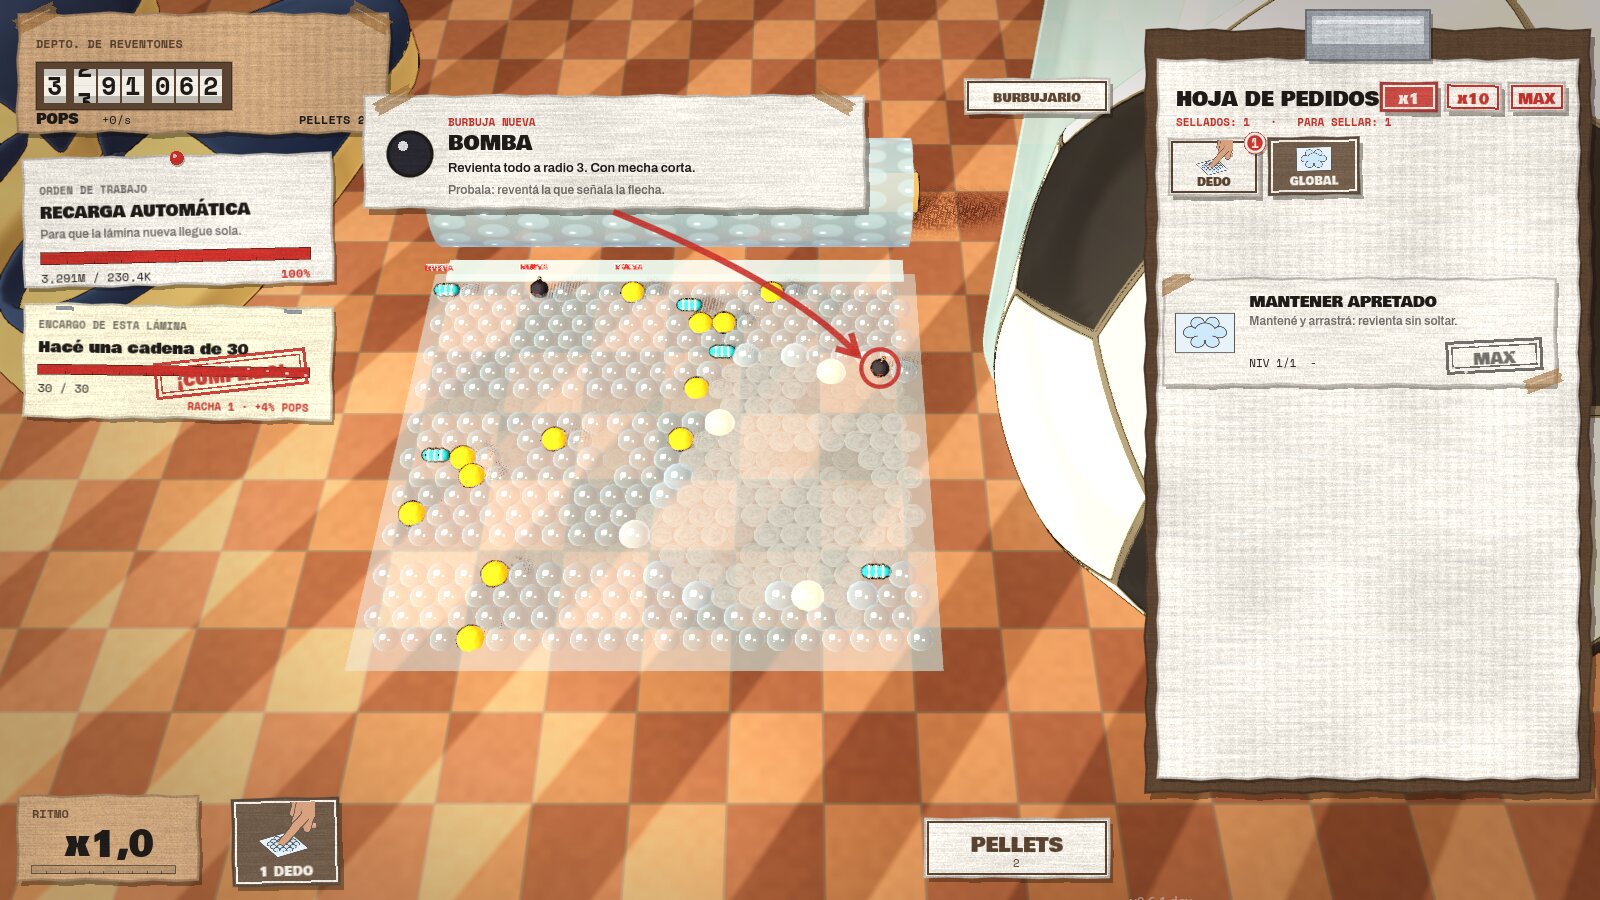 DEPTO. DE REVENTONES
3 91 062
POPS +0/s PELLETS 2
ORDEN DE TRABAJO
RECARGA AUTOMÁTICA
Para que la lámina nueva llegue sola.
3.291M / 230.4K 100%
ENCARGO DE ESTA LÁMINA
Hacé una cadena de 30
30 / 30
RACHA 1 · +4% POPS
BURBUJA NUEVA
BOMBA
Revienta todo a radio 3. Con mecha corta.
Probala: reventá la que señala la flecha.
BURBUJARIO
HOJA DE PEDIDOS x1 x10 MAX
SELLADOS: 1 · PARA SELLAR: 1
1
DEDO GLOBAL
MANTENER APRETADO
Mantené y arrastrá: revienta sin soltar.
NIV 1/1 - MAX
RITMO
x1,0
1 DEDO
PELLETS
2